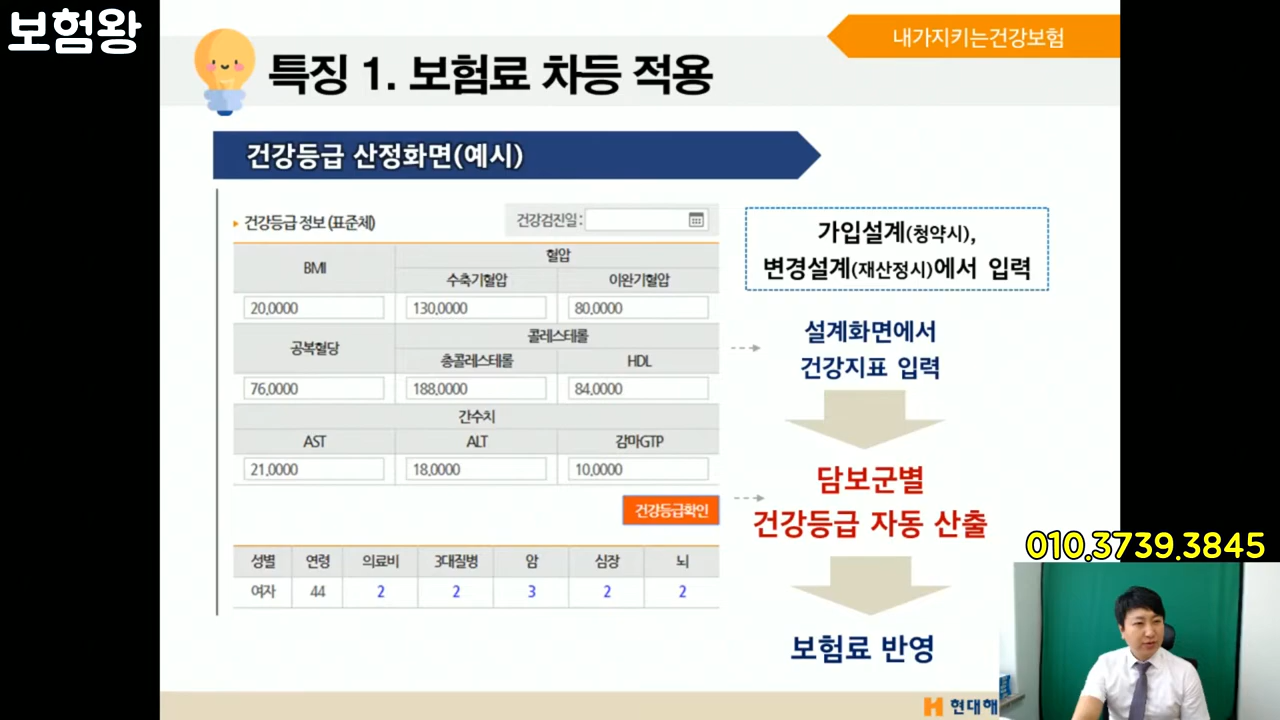 보험왕
내가지키는건강보험
특징 1. 보험료 차등 적용
건강등급 산정화면(예시)
건강등급 정보 (표준체)
건강검진일 :
BMI
혈압
수축기혈압
이완기혈압
20.0000
130.0000
80.0000
공복혈당
콜레스테롤
총콜레스테롤
HDL
76.0000
188.0000
84.0000
간수치
AST
ALT
감마GTP
21.0000
18.0000
10.0000
건강등급확인
성별 연령 의료비 3대질병 암 심장 뇌
여자 44 2 2 3 2 2
가입설계(청약시),
변경설계(재산정시)에서 입력
설계화면에서
건강지표 입력
담보군별
건강등급 자동 산출
보험료 반영
010.3739.3845
현대해